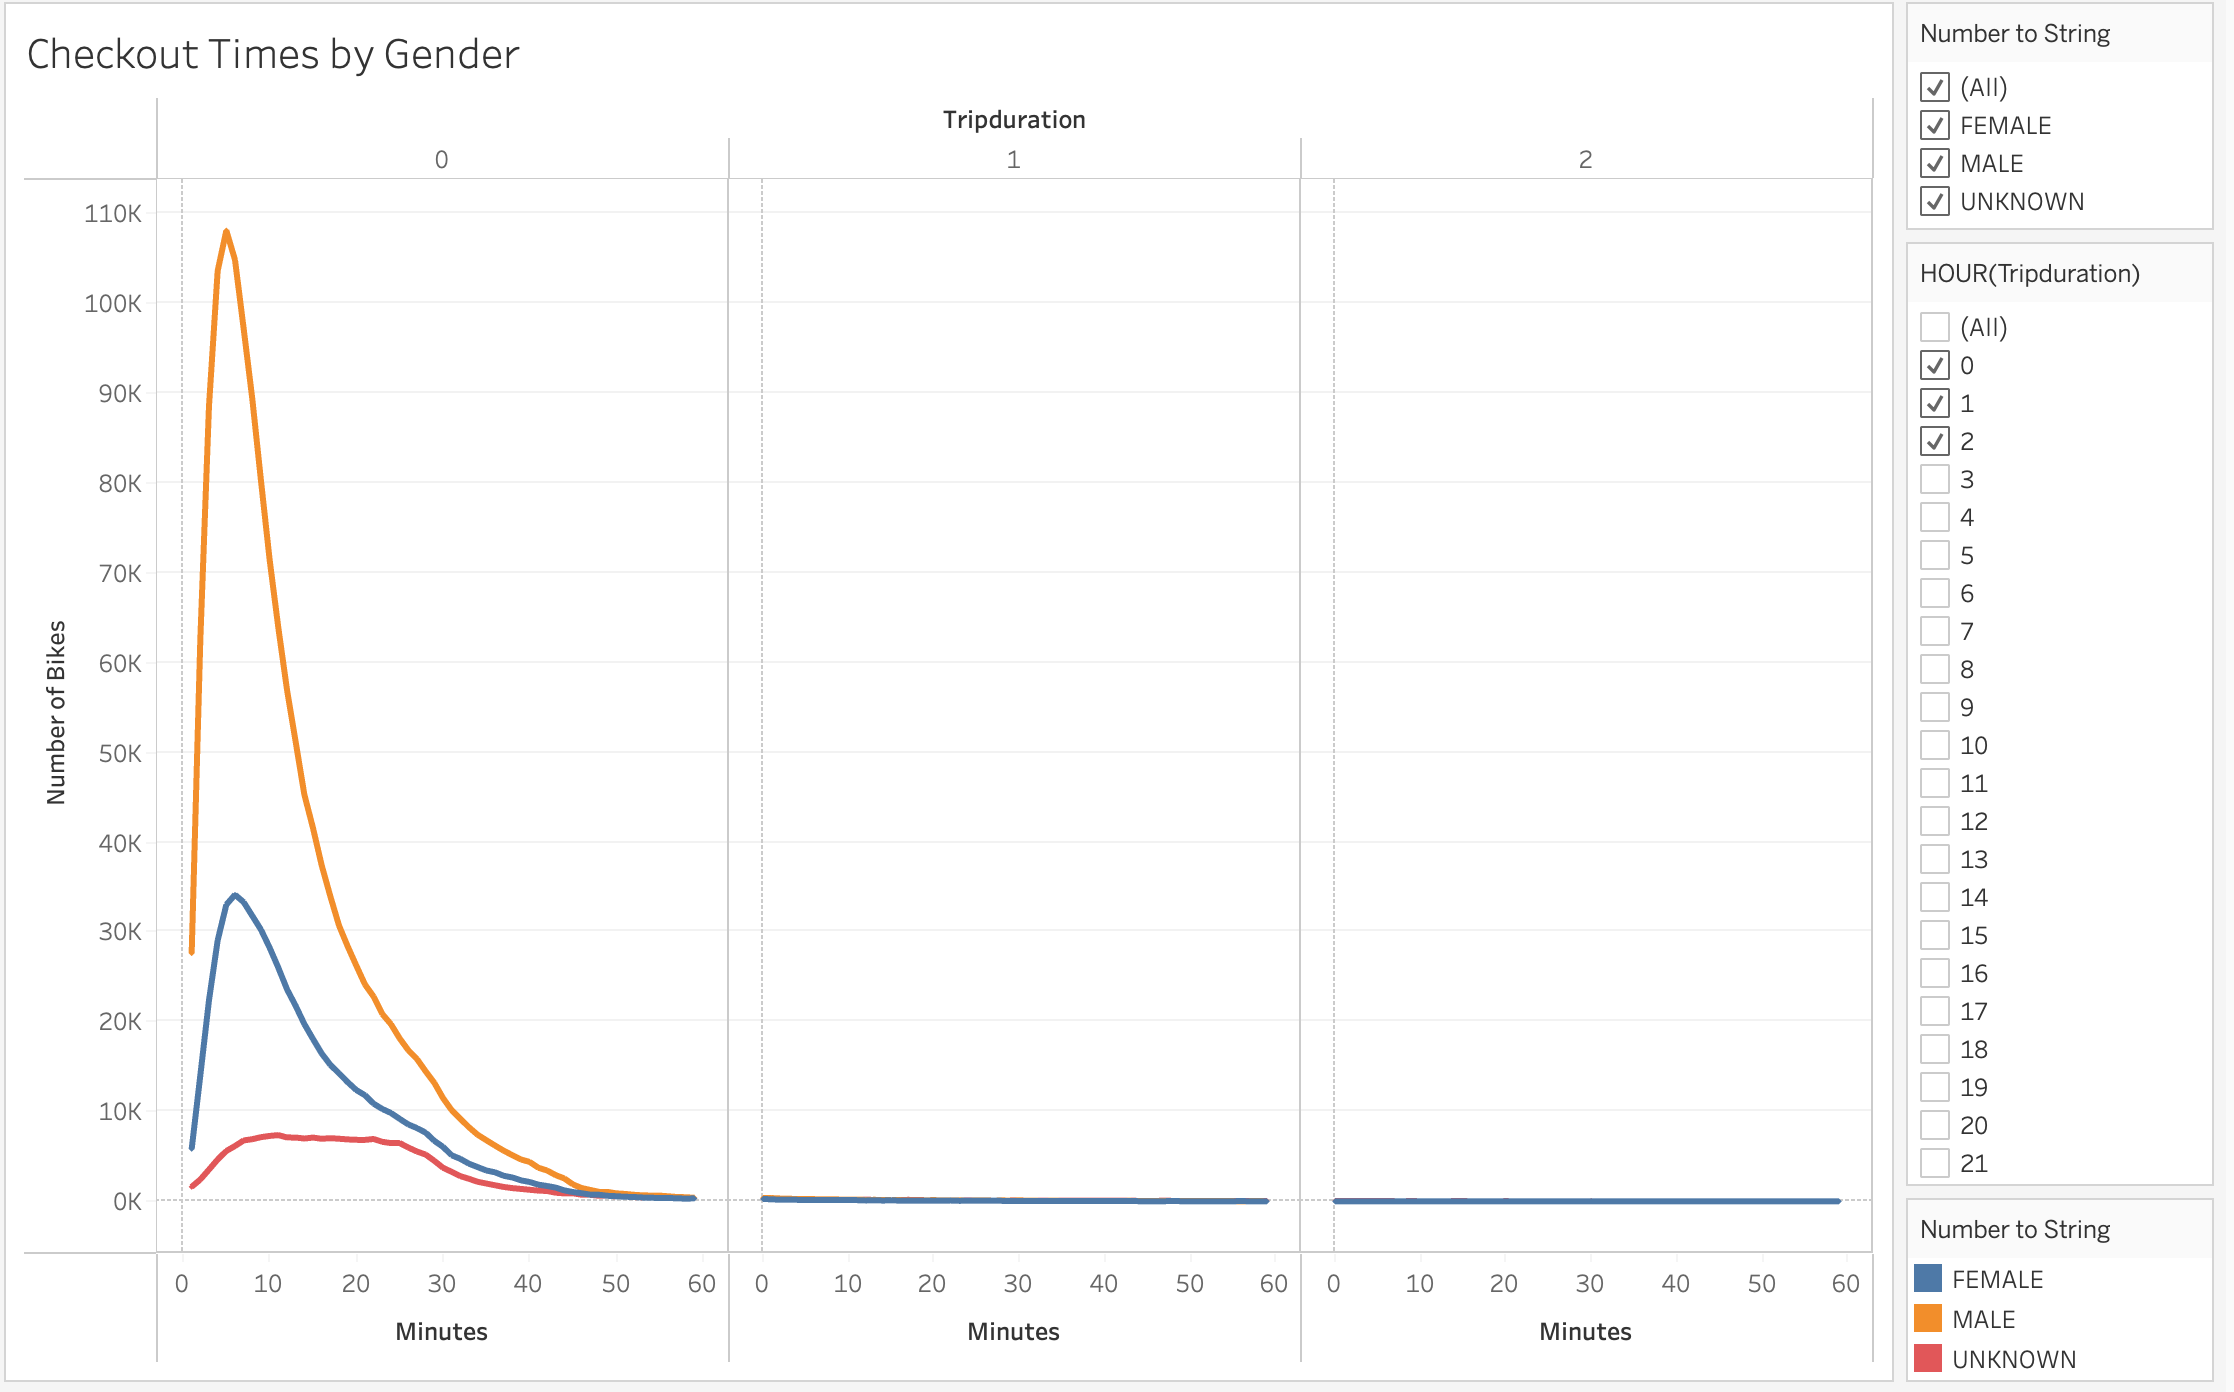 Checkout Times by Gender
Tripduration
0 1 2
110K
100K
90K
80K
70K
60K
50K
40K
30K
20K
10K
0K
Number of Bikes
0 10 20 30 40 50 60 0 10 20 30 40 50 60 0 10 20 30 40 50 60
Minutes Minutes Minutes
Number to String
(All)
FEMALE
MALE
UNKNOWN
HOUR(Tripduration)
(All)
0
1
2
3
4
5
6
7
8
9
10
11
12
13
14
15
16
17
18
19
20
21
Number to String
FEMALE
MALE
UNKNOWN